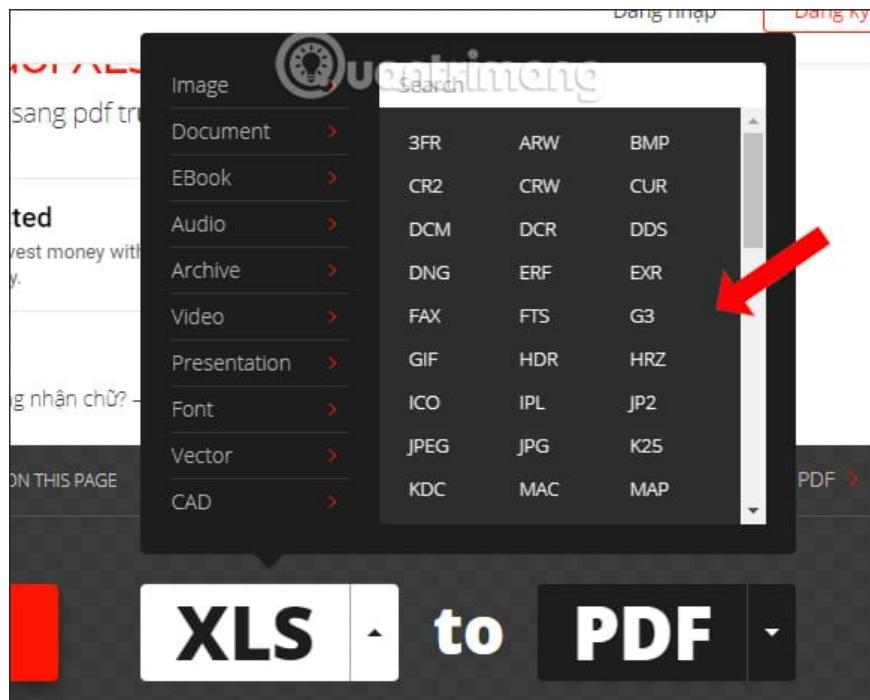 Đăng nhập
Đăng ký
sang pdf tr
Quantrimang
Search
Image
Document
EBook
Audio
Archive
Video
Presentation
Font
Vector
CAD
3FR ARW BMP
CR2 CRW CUR
DCM DCR DDS
DNG ERF EXR
FAX FTS G3
GIF HDR HRZ
ICO IPL JP2
JPEG JPG K25
KDC MAC MAP
ted
vest money with
y.
g nhận chữ? –
ON THIS PAGE
PDF
XLS to PDF